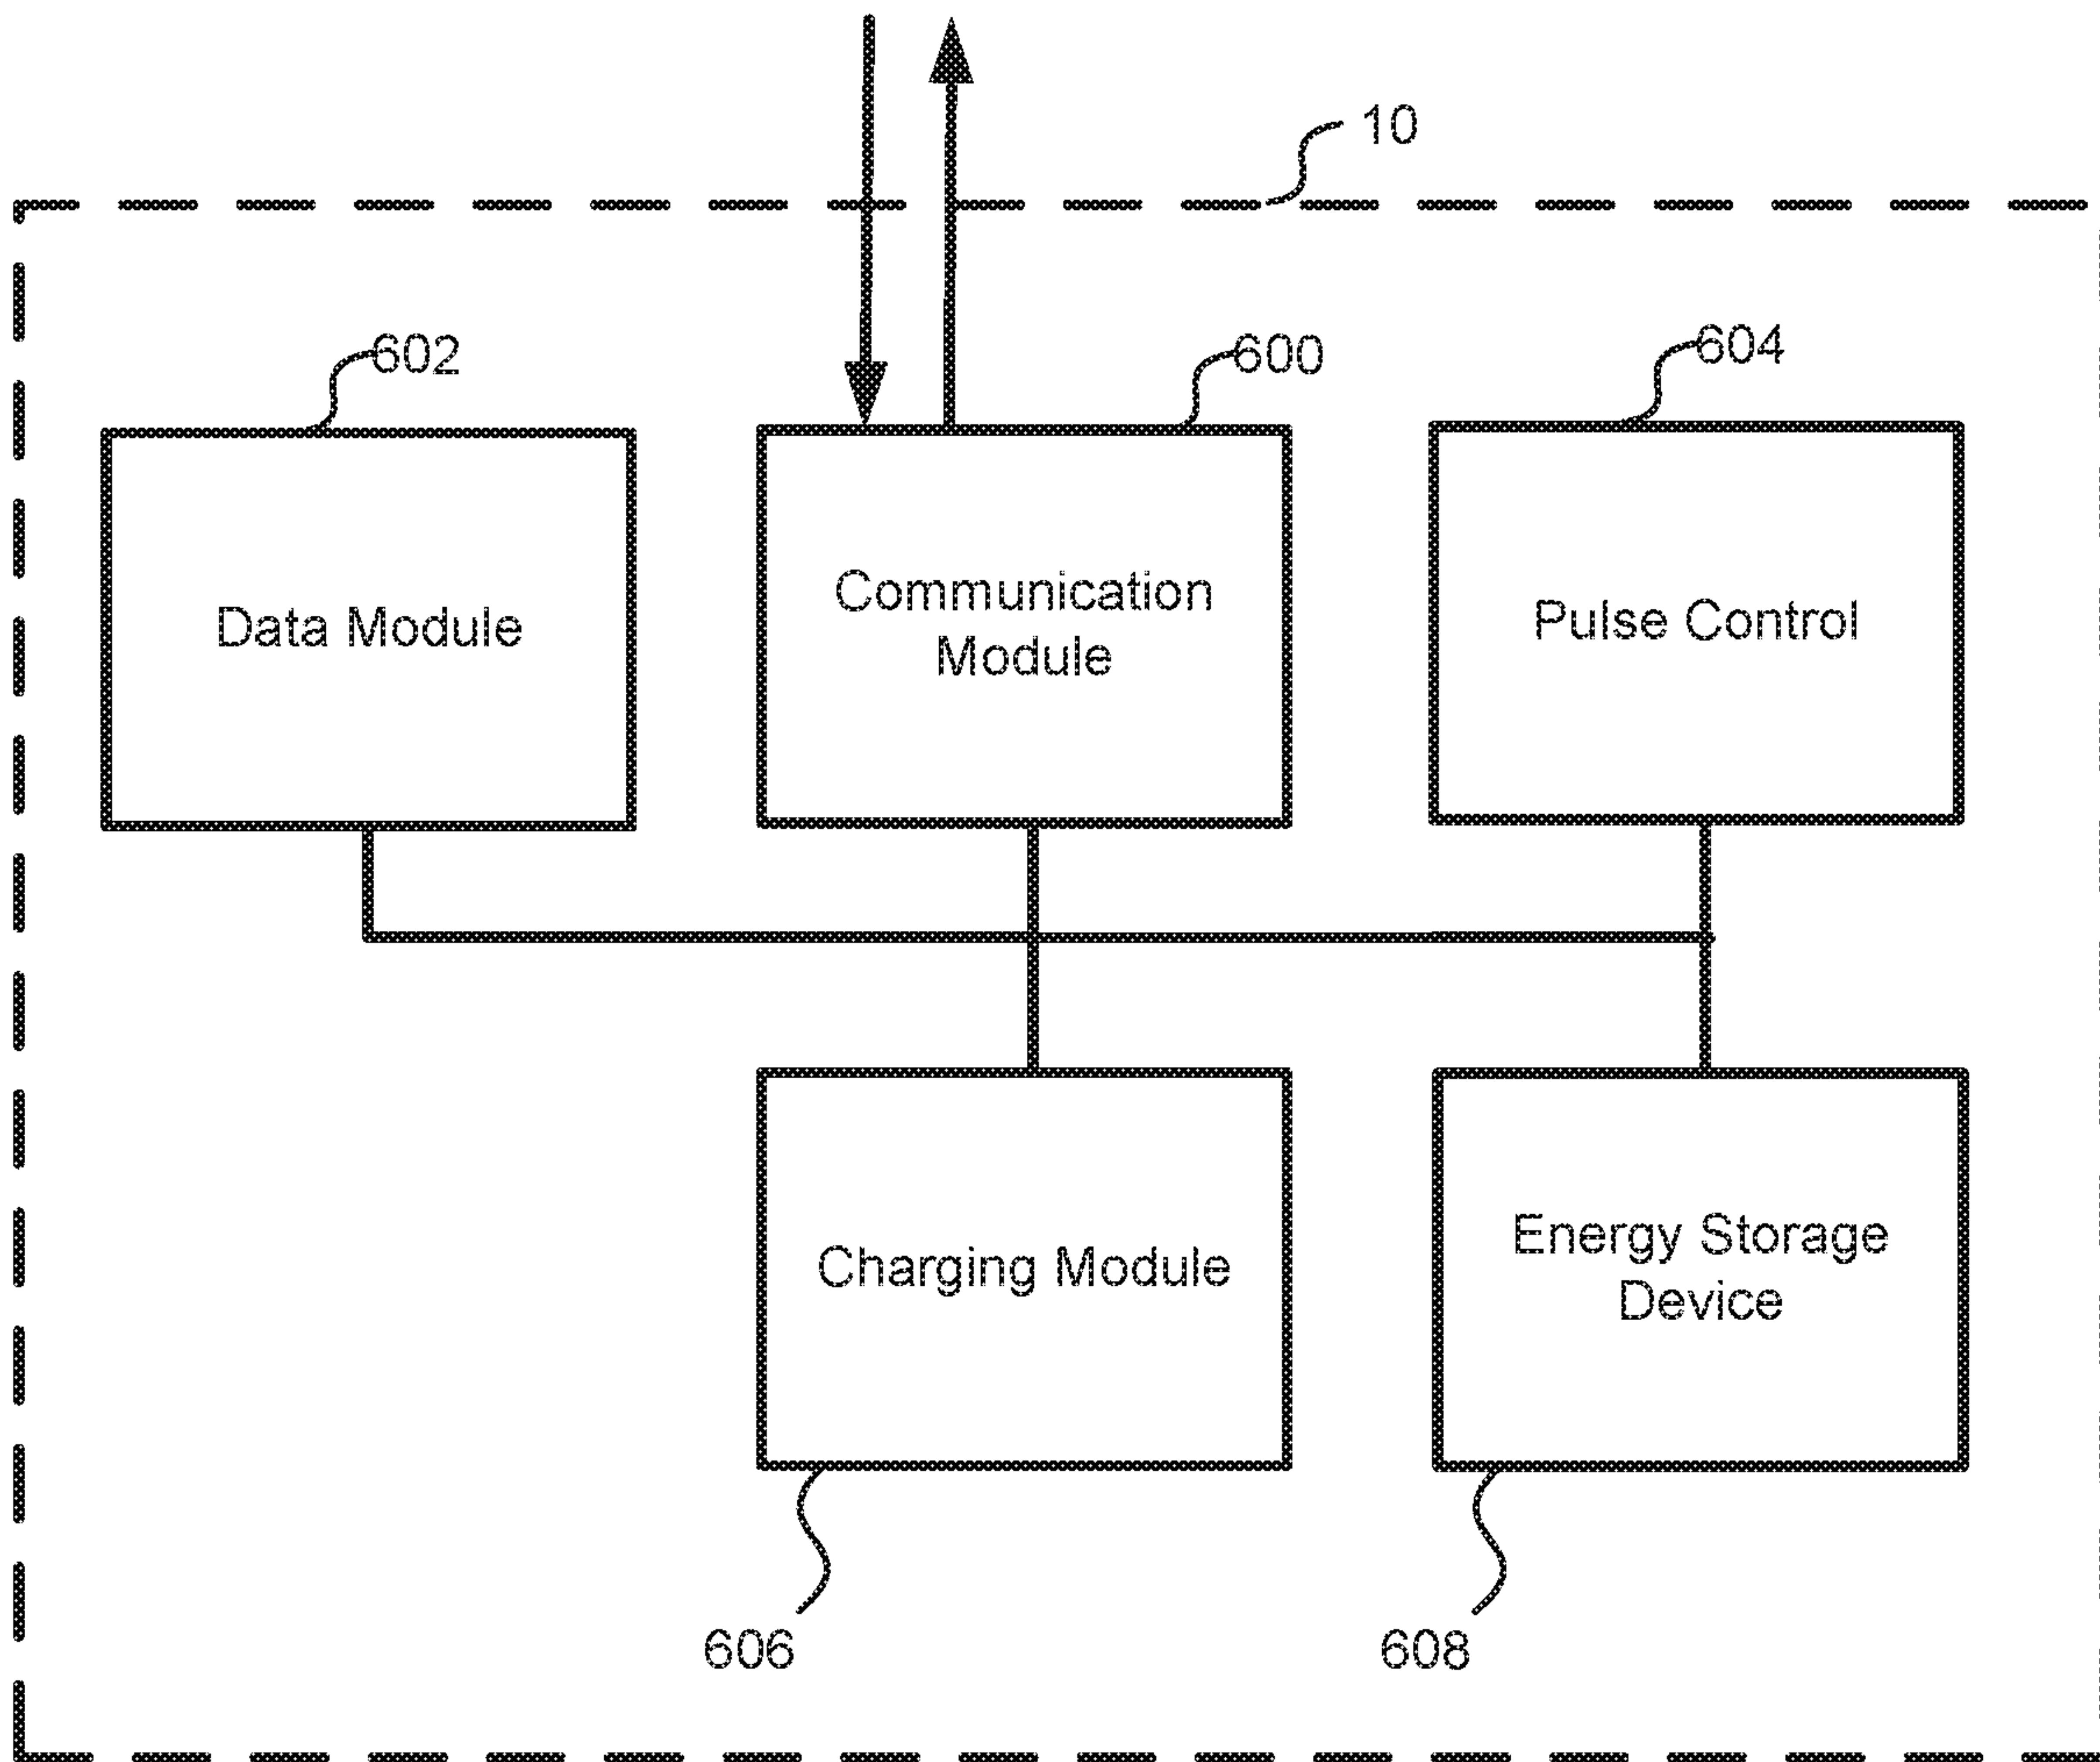 10
602
600
604
Data Module
Communication
Module
Pulse Control
Charging Module
Energy Storage
Device
606
608